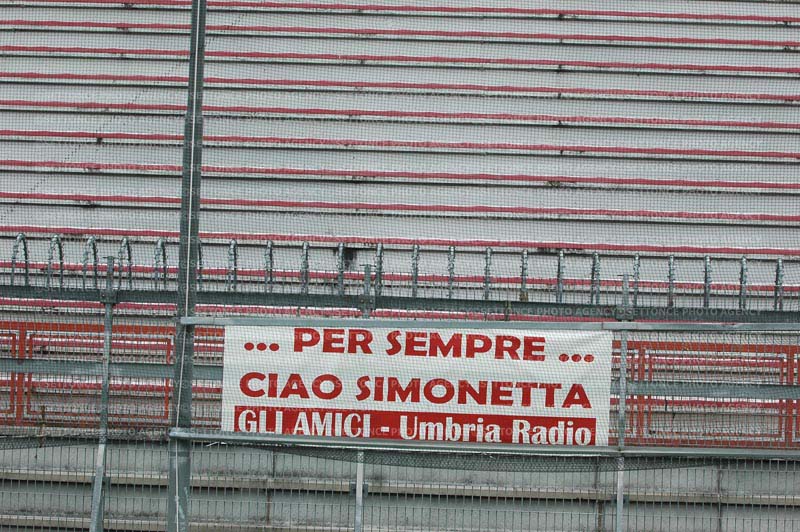 ... PER SEMPRE ...
CIAO SIMONETTA
GLI AMICI - Umbria Radio